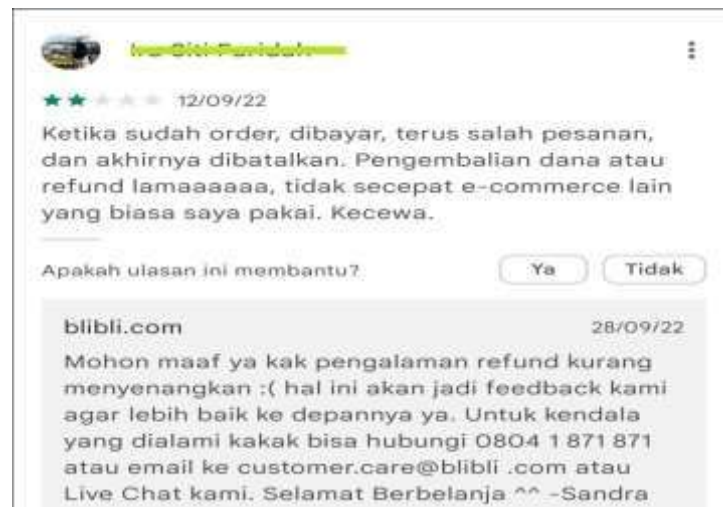 12/09/22
Ketika sudah order, dibayar, terus salah pesanan,
dan akhirnya dibatalkan. Pengembalian dana atau
refund lamaaaaaa, tidak secepat e-commerce lain
yang biasa saya pakai. Kecewa.
Apakah ulasan ini membantu?
Ya
Tidak
blibli.com
28/09/22
Mohon maaf ya kak pengalaman refund kurang
menyenangkan :( hal ini akan jadi feedback kami
agar lebih baik ke depannya ya. Untuk kendala
yang dialami kakak bisa hubungi 0804 1 871 871
atau email ke customer.care@blibli .com atau
Live Chat kami. Selamat Berbelanja ^^ -Sandra